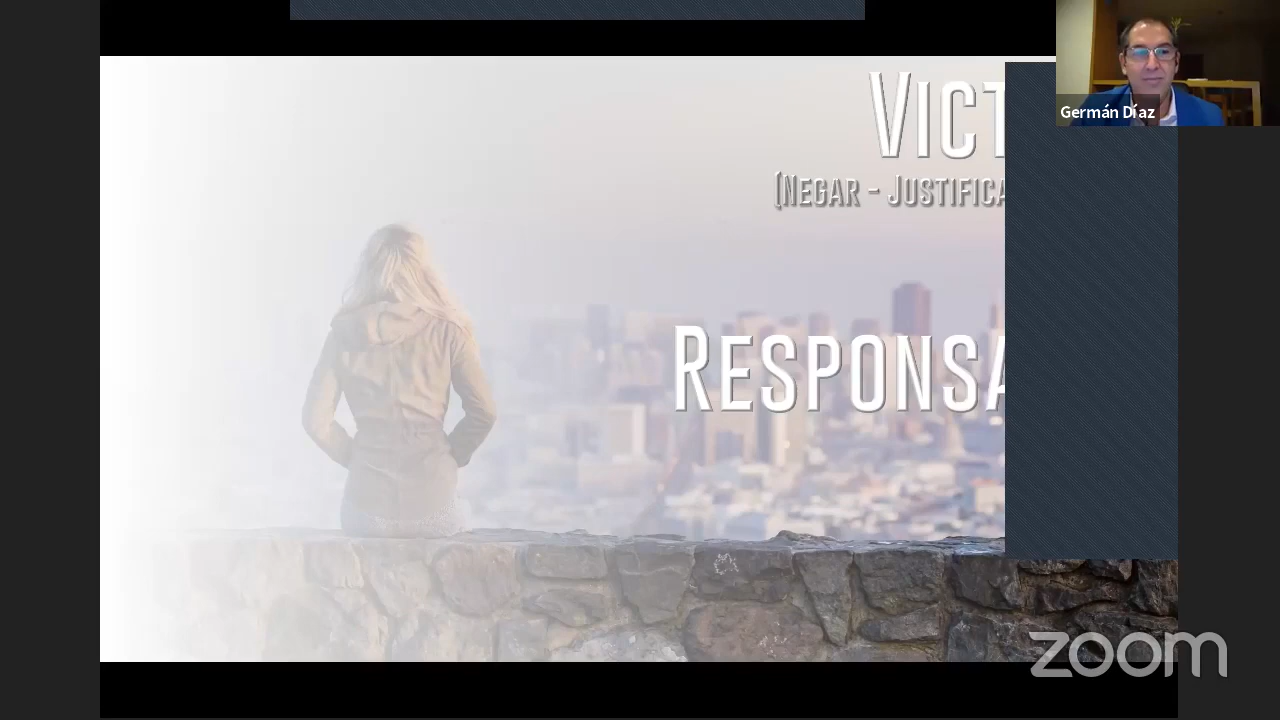 VICT
(NEGAR - JUSTIFICA
RESPONSA
Germán Díaz
zoom